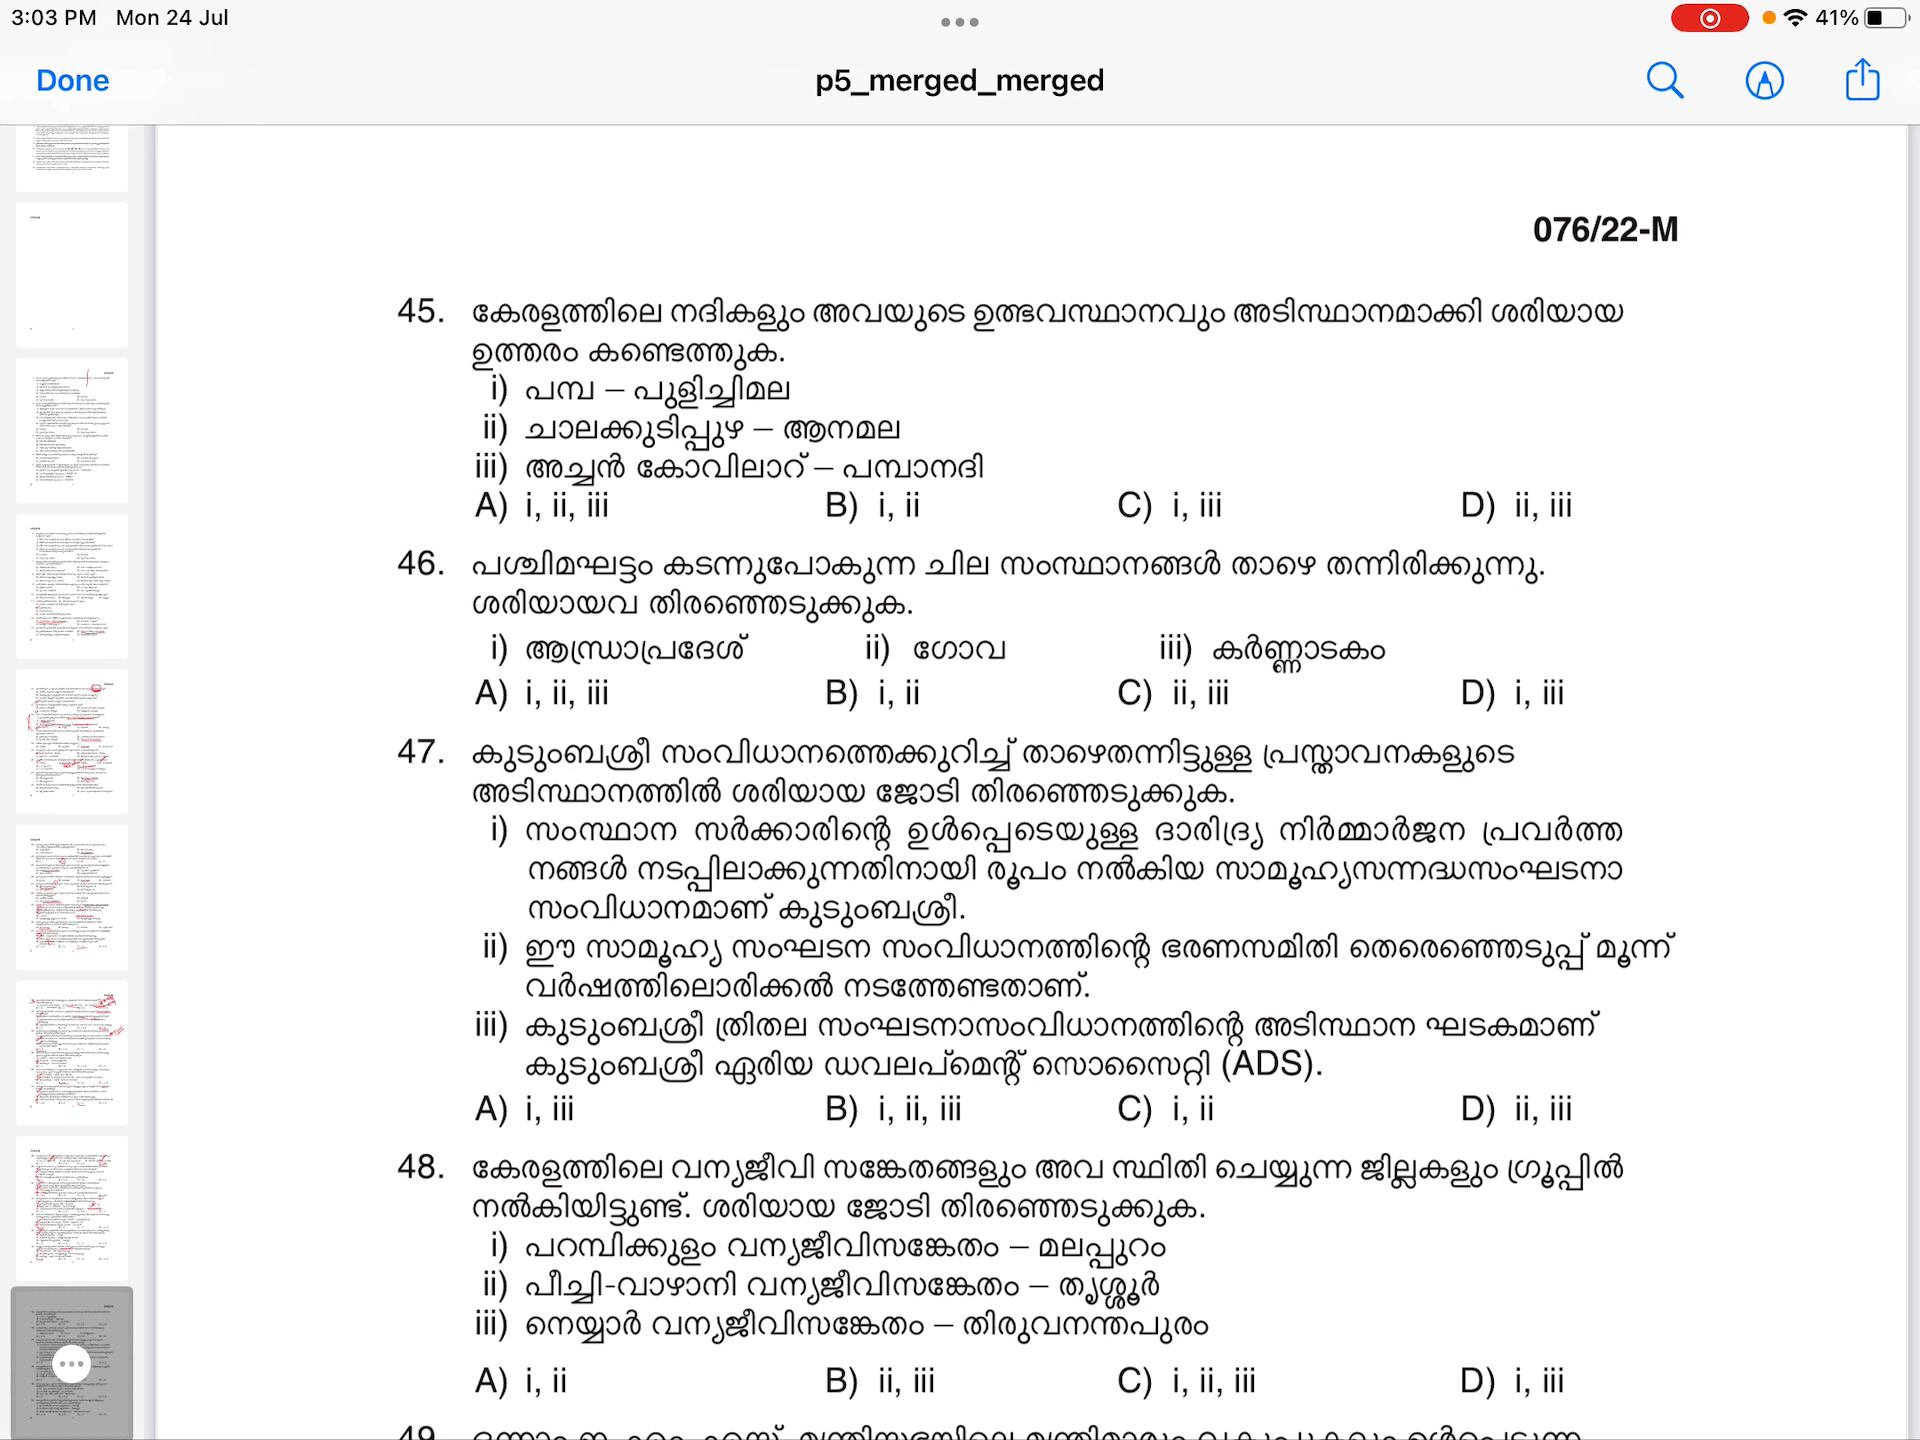 3:03 PM Mon 24 Jul
41%
Done
p5_merged_merged
076/22-M
45. കേരളത്തിലെ നദികളും അവയുടെ ഉത്ഭവസ്ഥാനവും അടിസ്ഥാനമാക്കി ശരിയായ
ഉത്തരം കണ്ടെത്തുക.
i) പമ്പ – പുളിച്ചിമല
ii) ചാലക്കുടിപ്പുഴ – ആനമല
iii) അച്ചൻ കോവിലാറ് – പമ്പാനദി
A) i, ii, iii B) i, ii C) i, iii D) ii, iii
46. പശ്ചിമഘട്ടം കടന്നുപോകുന്ന ചില സംസ്ഥാനങ്ങൾ താഴെ തന്നിരിക്കുന്നു.
ശരിയായവ തിരഞ്ഞെടുക്കുക.
i) ആന്ധ്രാപ്രദേശ് ii) ഗോവ iii) കർണ്ണാടകം
A) i, ii, iii B) i, ii C) ii, iii D) i, iii
47. കുടുംബശ്രീ സംവിധാനത്തെക്കുറിച്ച് താഴെതന്നിട്ടുള്ള പ്രസ്താവനകളുടെ
അടിസ്ഥാനത്തിൽ ശരിയായ ജോടി തിരഞ്ഞെടുക്കുക.
i) സംസ്ഥാന സർക്കാരിന്റെ ഉൾപ്പെടെയുള്ള ദാരിദ്ര്യ നിർമ്മാർജന പ്രവർത്ത
നങ്ങൾ നടപ്പിലാക്കുന്നതിനായി രൂപം നൽകിയ സാമൂഹ്യസന്നദ്ധസംഘടനാ
സംവിധാനമാണ് കുടുംബശ്രീ.
ii) ഈ സാമൂഹ്യ സംഘടന സംവിധാനത്തിന്റെ ഭരണസമിതി തെരെഞ്ഞെടുപ്പ് മൂന്ന്
വർഷത്തിലൊരിക്കൽ നടത്തേണ്ടതാണ്.
iii) കുടുംബശ്രീ ത്രിതല സംഘടനാസംവിധാനത്തിന്റെ അടിസ്ഥാന ഘടകമാണ്
കുടുംബശ്രീ ഏരിയ ഡവലപ്മെന്റ് സൊസൈറ്റി (ADS).
A) i, iii B) i, ii, iii C) i, ii D) ii, iii
48. കേരളത്തിലെ വന്യജീവി സങ്കേതങ്ങളും അവ സ്ഥിതി ചെയ്യുന്ന ജില്ലകളും ഗ്രൂപ്പിൽ
നൽകിയിട്ടുണ്ട്. ശരിയായ ജോടി തിരഞ്ഞെടുക്കുക.
i) പറമ്പിക്കുളം വന്യജീവിസങ്കേതം – മലപ്പുറം
ii) പീച്ചി-വാഴാനി വന്യജീവിസങ്കേതം – തൃശ്ശൂർ
iii) നെയ്യാർ വന്യജീവിസങ്കേതം – തിരുവനന്തപുരം
A) i, ii B) ii, iii C) i, ii, iii D) i, iii